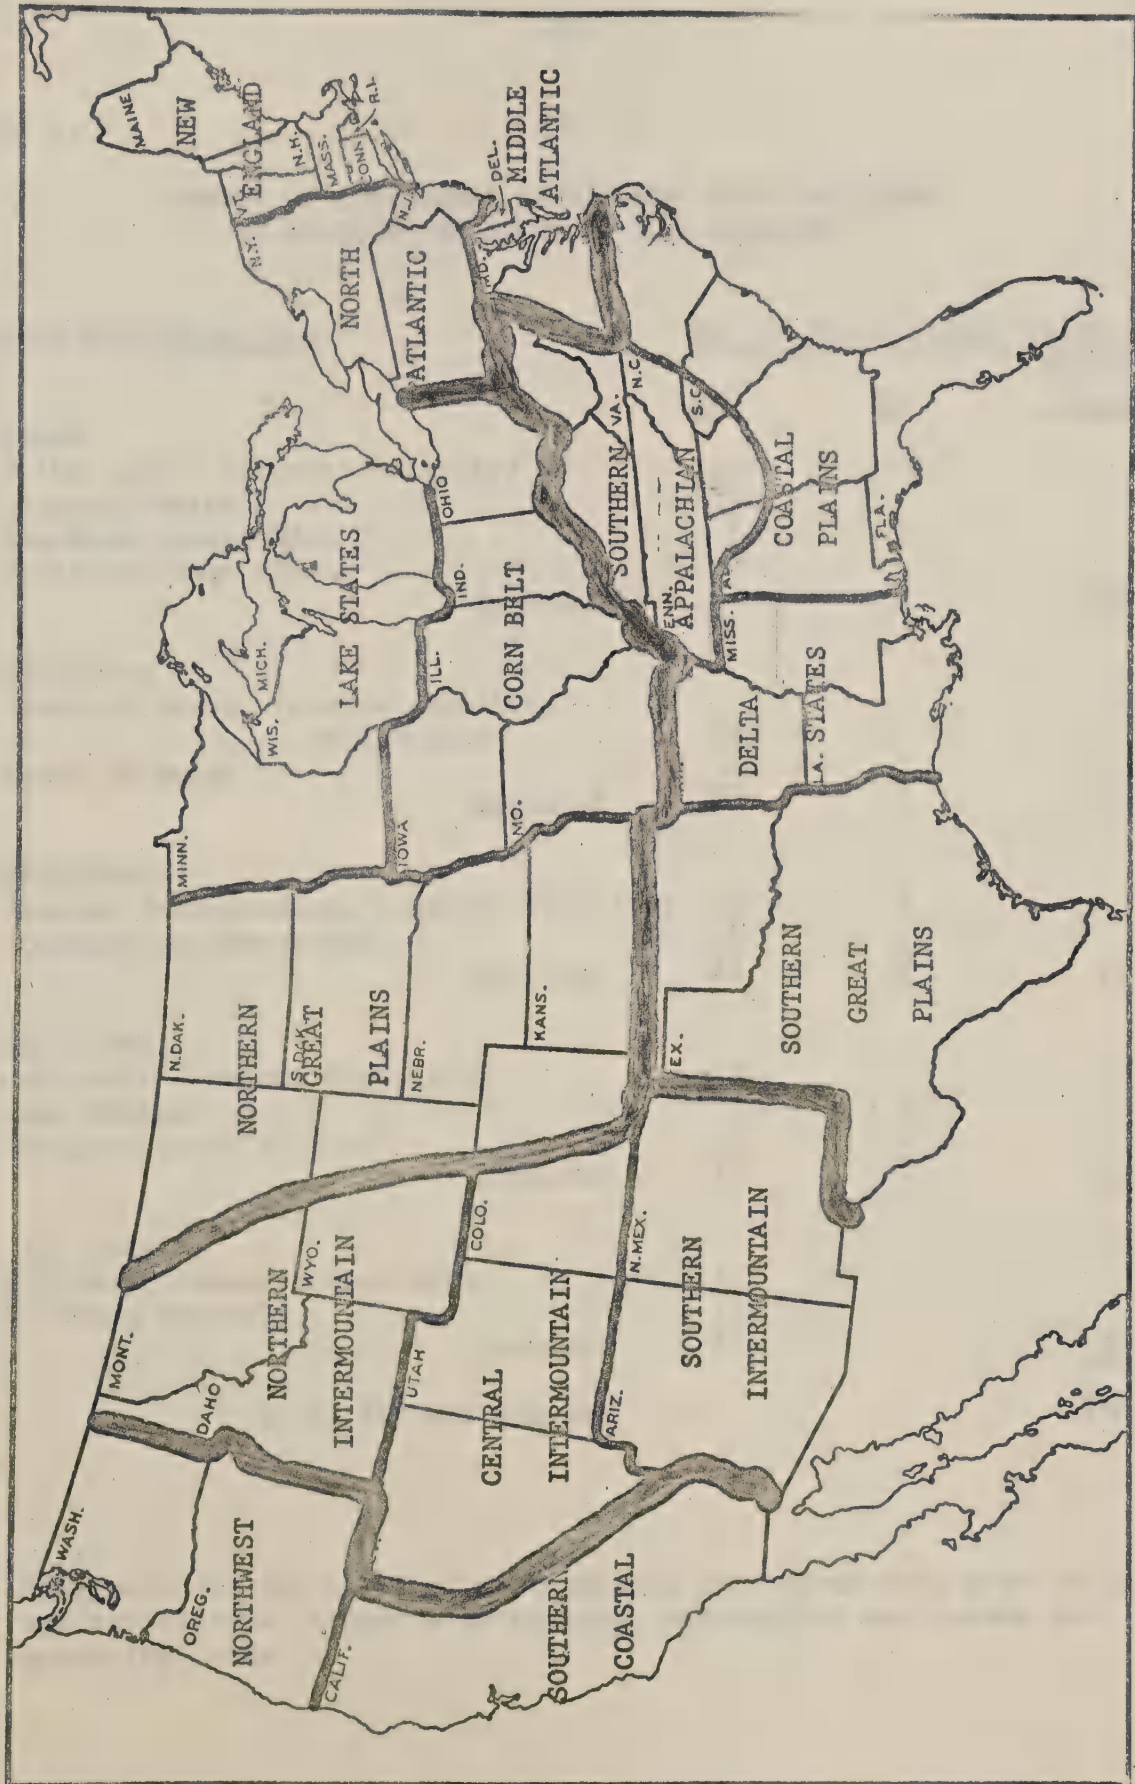 WASH.
OREG.
NORTHWEST
CALIF.
SOUTHERN
COASTAL
MONT.
DAHO
NORTHERN
INTERMOUNTAIN
WYO.
UTAH
COLO.
CENTRAL
INTERMOUNTAIN
ARIZ.
N.MEX.
SOUTHERN
INTERMOUNTAIN
N.DAK.
NORTHERN
S.DAK.
GREAT
PLAINS
NEBR.
KANS.
EX.
SOUTHERN
GREAT
PLAINS
MINN.
IOWA
MO.
WIS.
MICH.
LAKE STATES
ILL.
IND.
OHIO
CORN BELT
DELTA
LA. STATES
MISS.
A
ENN.
SOUTHERN
APPALACHIAN
VA.
N.C.
S.C.
COASTAL
PLAINS
FLA.
N.Y.
NORTH
ATLANTIC
N.J.
MD.
DEL.
MIDDLE
ATLANTIC
MAINE
NEW
ENGLAND
VT.
N.H.
MASS.
CONN.
R.I.